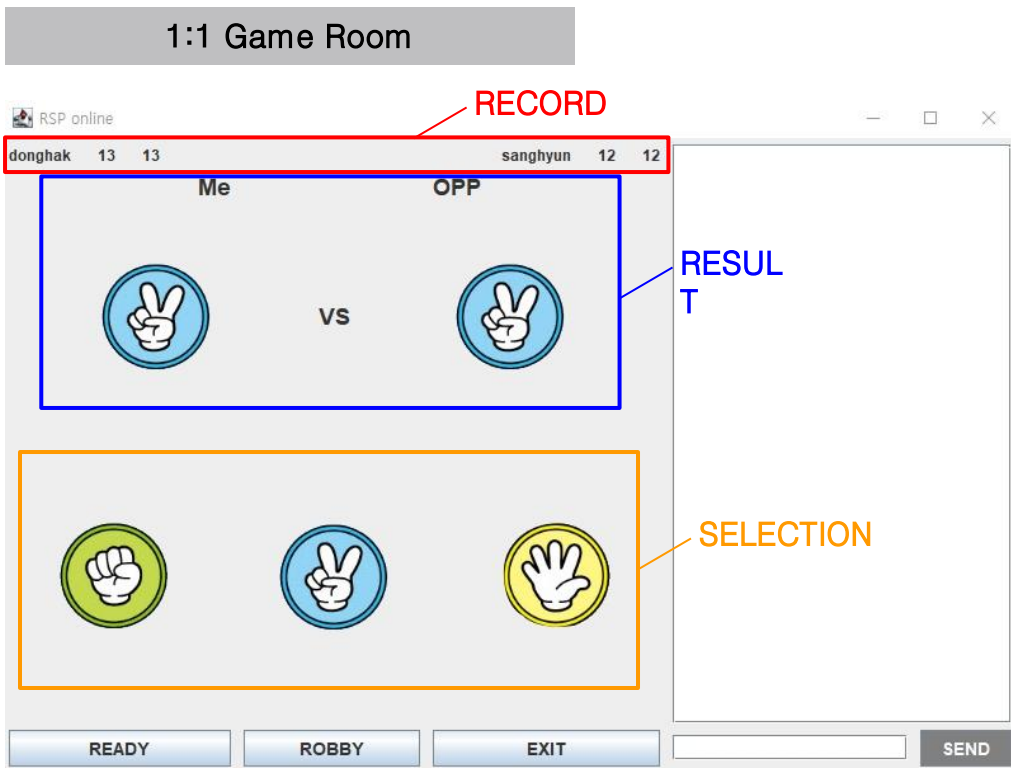 1:1 Game Room
RECORD
RSP online
donghak 13 13 sanghyun 12 12
Me OPP
RESUL
T
VS
SELECTION
READY ROBBY EXIT SEND